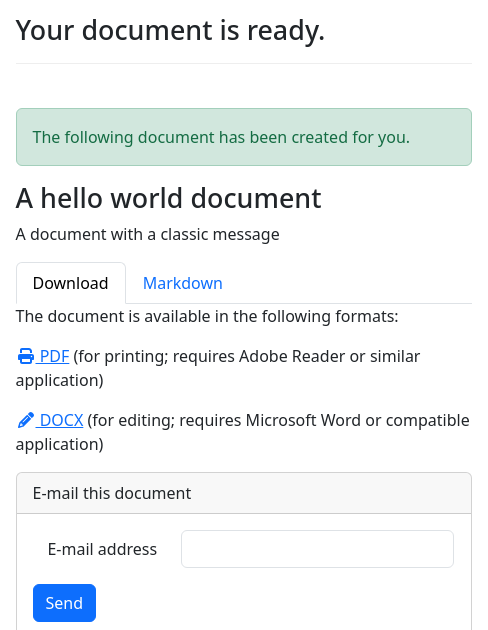 Your document is ready.
The following document has been created for you.
A hello world document
A document with a classic message
Download Markdown
The document is available in the following formats:
PDF (for printing; requires Adobe Reader or similar
application)
DOCX (for editing; requires Microsoft Word or compatible
application)
E-mail this document
E-mail address
Send